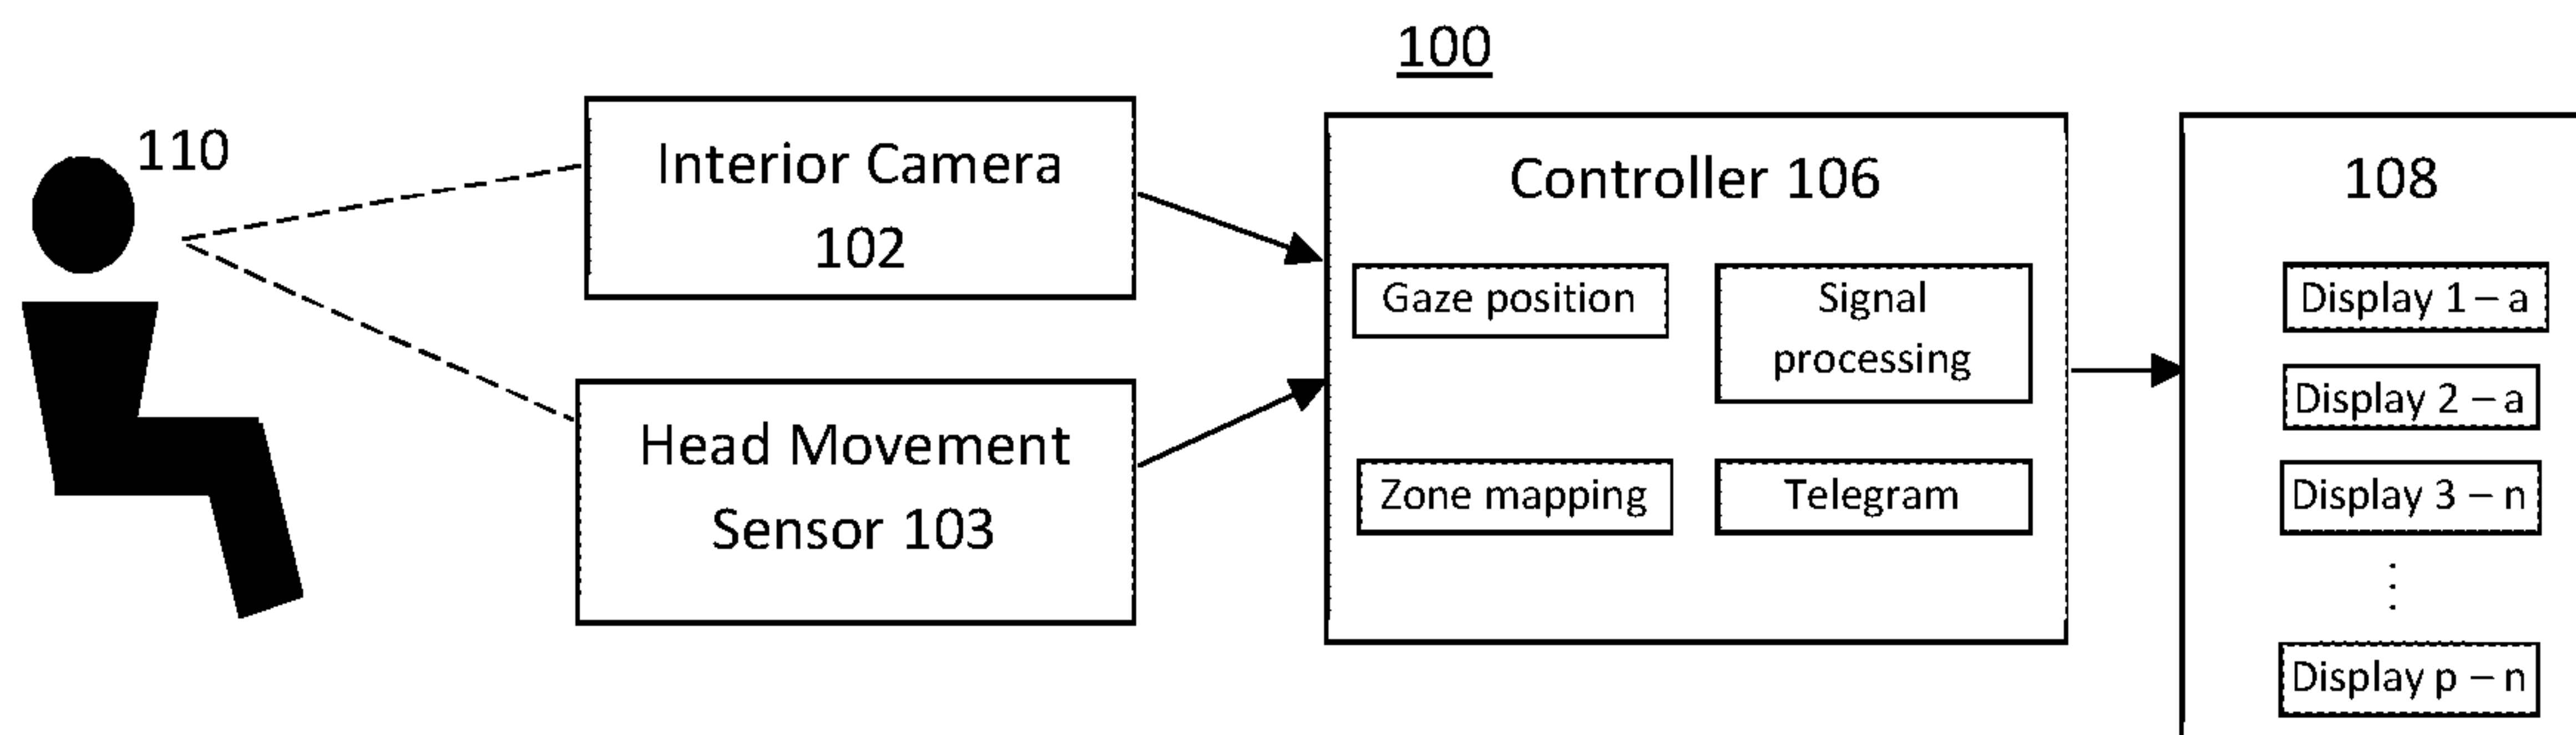 100
110
Interior Camera
102
Head Movement
Sensor 103
Controller 106
Gaze position
Signal
processing
Zone mapping
Telegram
108
Display 1 – a
Display 2 – a
Display 3 – n
⋮
Display p – n